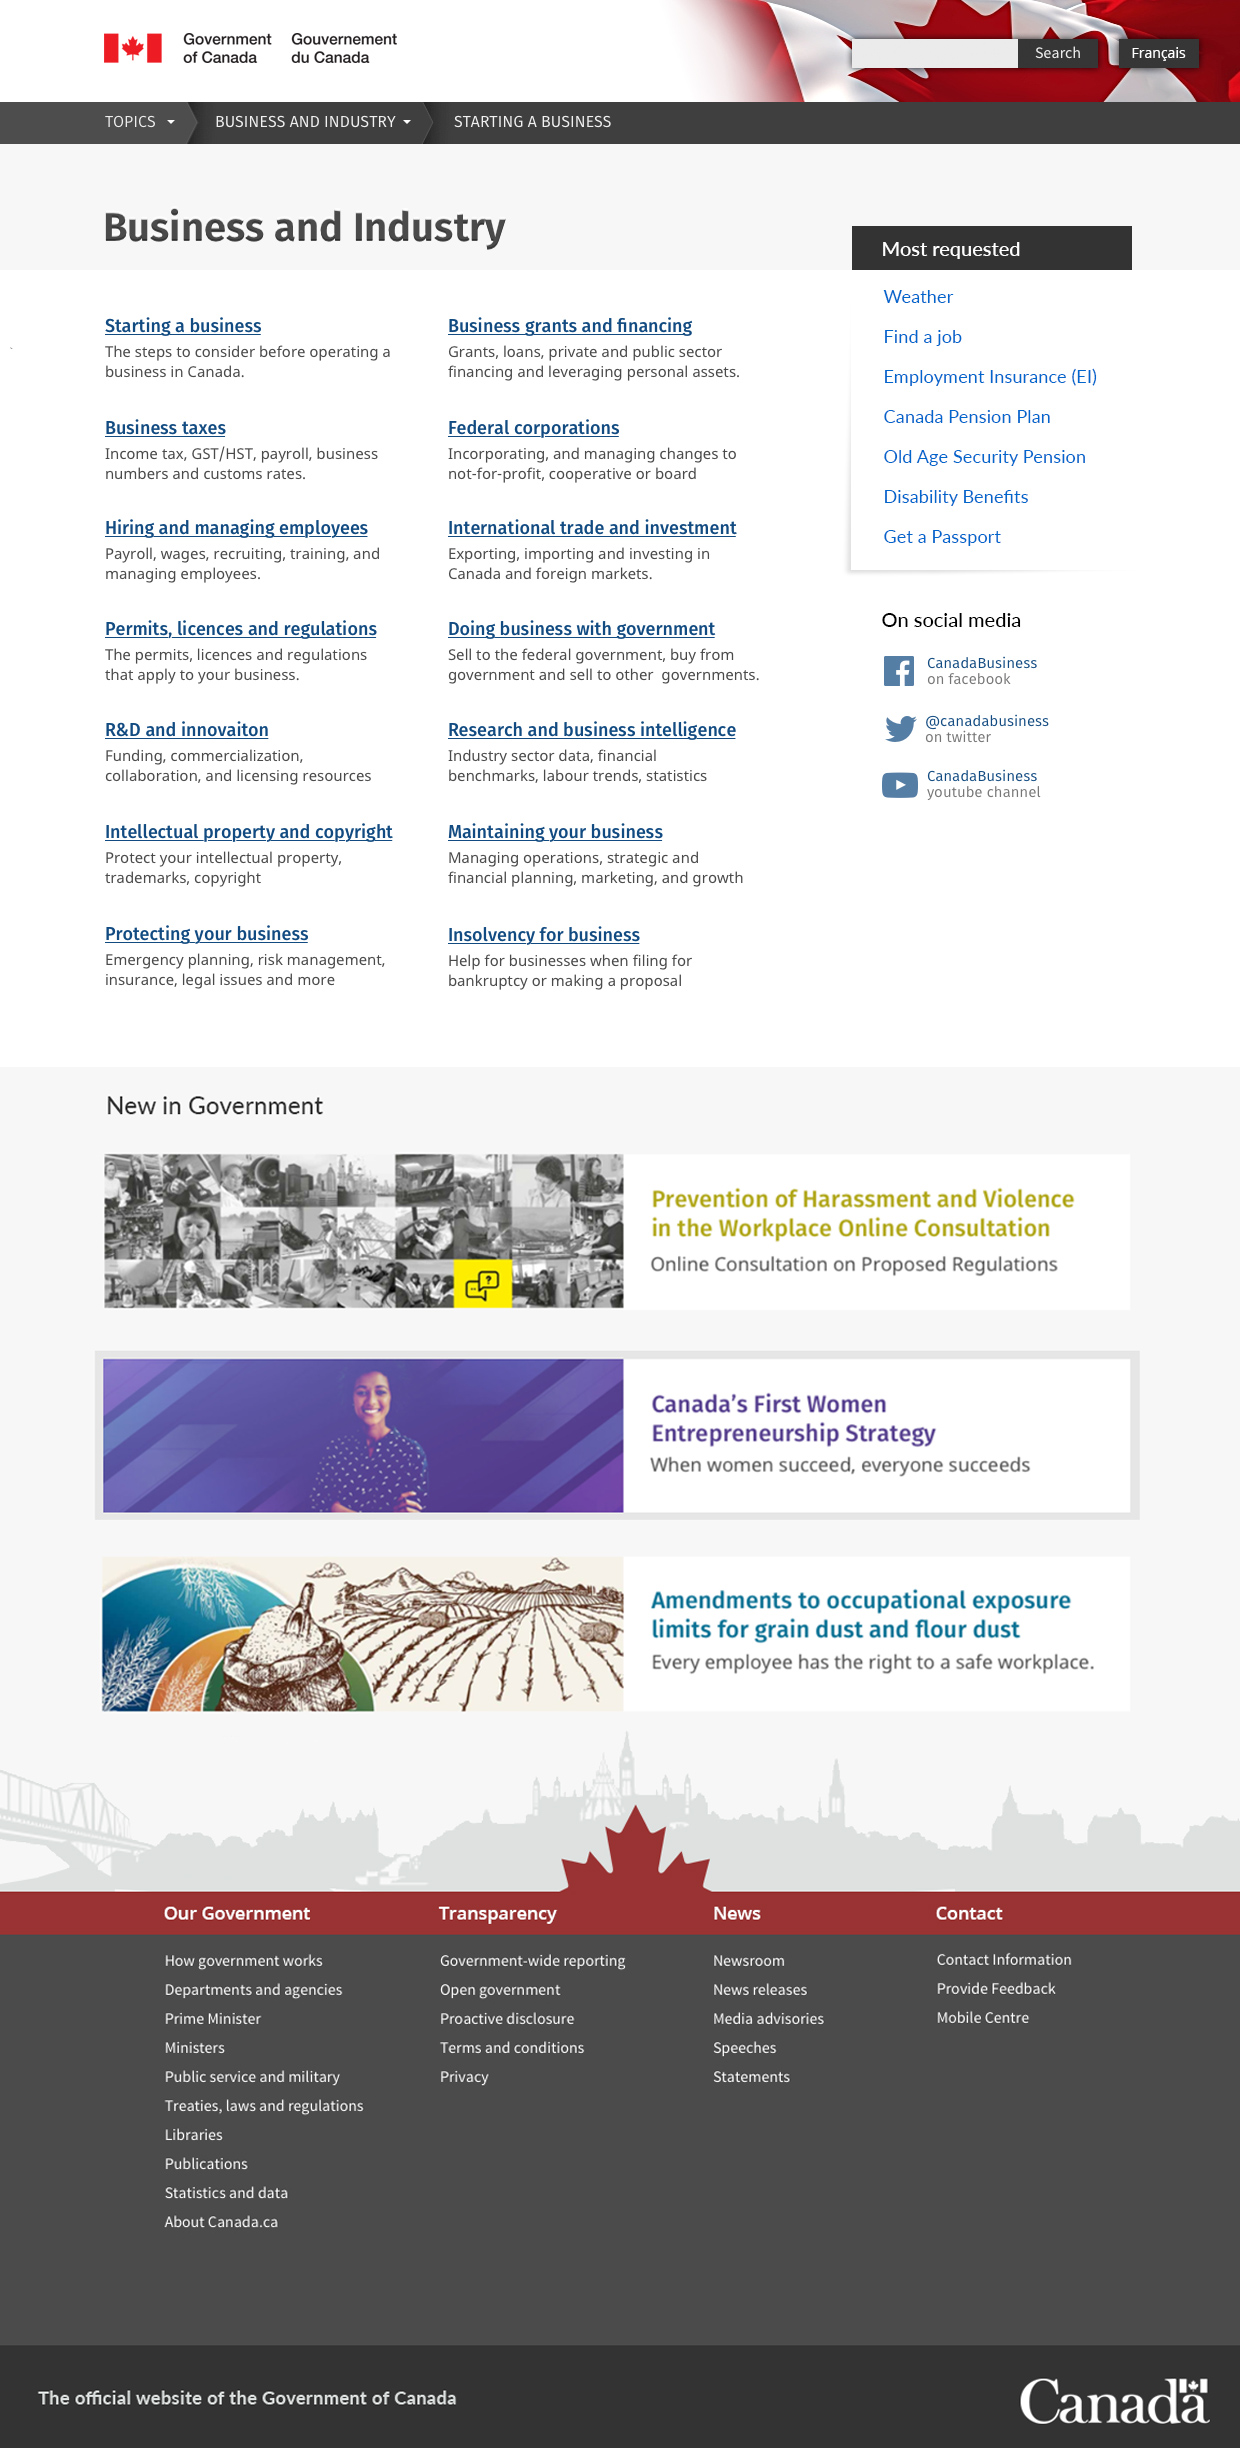 Government of Canada
Gouvernement du Canada
Search
Français
TOPICS
BUSINESS AND INDUSTRY
STARTING A BUSINESS
Business and Industry
Starting a business
The steps to consider before operating a
business in Canada.
Business grants and financing
Grants, loans, private and public sector
financing and leveraging personal assets.
Business taxes
Income tax, GST/HST, payroll, business
numbers and customs rates.
Federal corporations
Incorporating, and managing changes to
not-for-profit, cooperative or board
Hiring and managing employees
Payroll, wages, recruiting, training, and
managing employees.
International trade and investment
Exporting, importing and investing in
Canada and foreign markets.
Permits, licences and regulations
The permits, licences and regulations
that apply to your business.
Doing business with government
Sell to the federal government, buy from
government and sell to other governments.
R&D and innovaiton
Funding, commercialization,
collaboration, and licensing resources
Research and business intelligence
Industry sector data, financial
benchmarks, labour trends, statistics
Intellectual property and copyright
Protect your intellectual property,
trademarks, copyright
Maintaining your business
Managing operations, strategic and
financial planning, marketing, and growth
Protecting your business
Emergency planning, risk management,
insurance, legal issues and more
Insolvency for business
Help for businesses when filing for
bankruptcy or making a proposal
Most requested
Weather
Find a job
Employment Insurance (EI)
Canada Pension Plan
Old Age Security Pension
Disability Benefits
Get a Passport
On social media
CanadaBusiness
on facebook
@canadabusiness
on twitter
CanadaBusiness
youtube channel
New in Government
Prevention of Harassment and Violence
in the Workplace Online Consultation
Online Consultation on Proposed Regulations
Canada's First Women
Entrepreneurship Strategy
When women succeed, everyone succeeds
Amendments to occupational exposure
limits for grain dust and flour dust
Every employee has the right to a safe workplace.
Our Government
How government works
Departments and agencies
Prime Minister
Ministers
Public service and military
Treaties, laws and regulations
Libraries
Publications
Statistics and data
About Canada.ca
Transparency
Government-wide reporting
Open government
Proactive disclosure
Terms and conditions
Privacy
News
Newsroom
News releases
Media advisories
Speeches
Statements
Contact
Contact Information
Provide Feedback
Mobile Centre
The official website of the Government of Canada
Canada